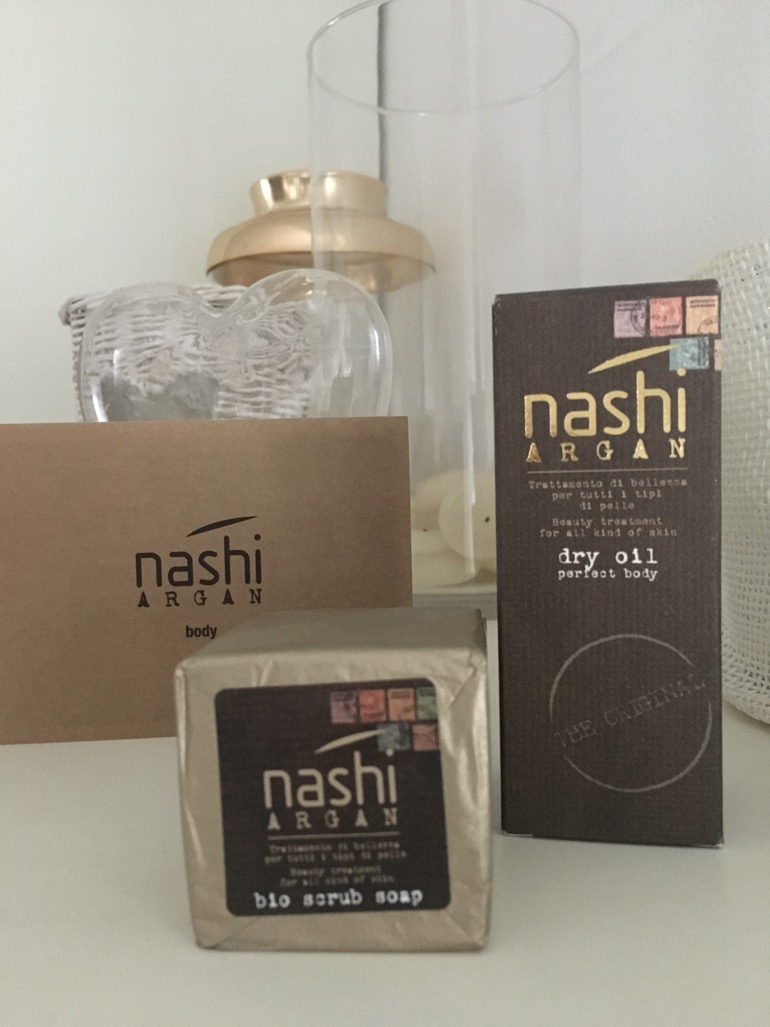 nashi
ARGAN
body
nashi
ARGAN
Trattamento di bellezza
per tutti i tipi di pelle
Beauty treatment
for all kind of skin
bio scrub soap
nashi
ARGAN
Trattamento di bellezza
per tutti i tipi
di pelle
Beauty treatment
for all kind of skin
dry oil
perfect body
THE ORIGINAL